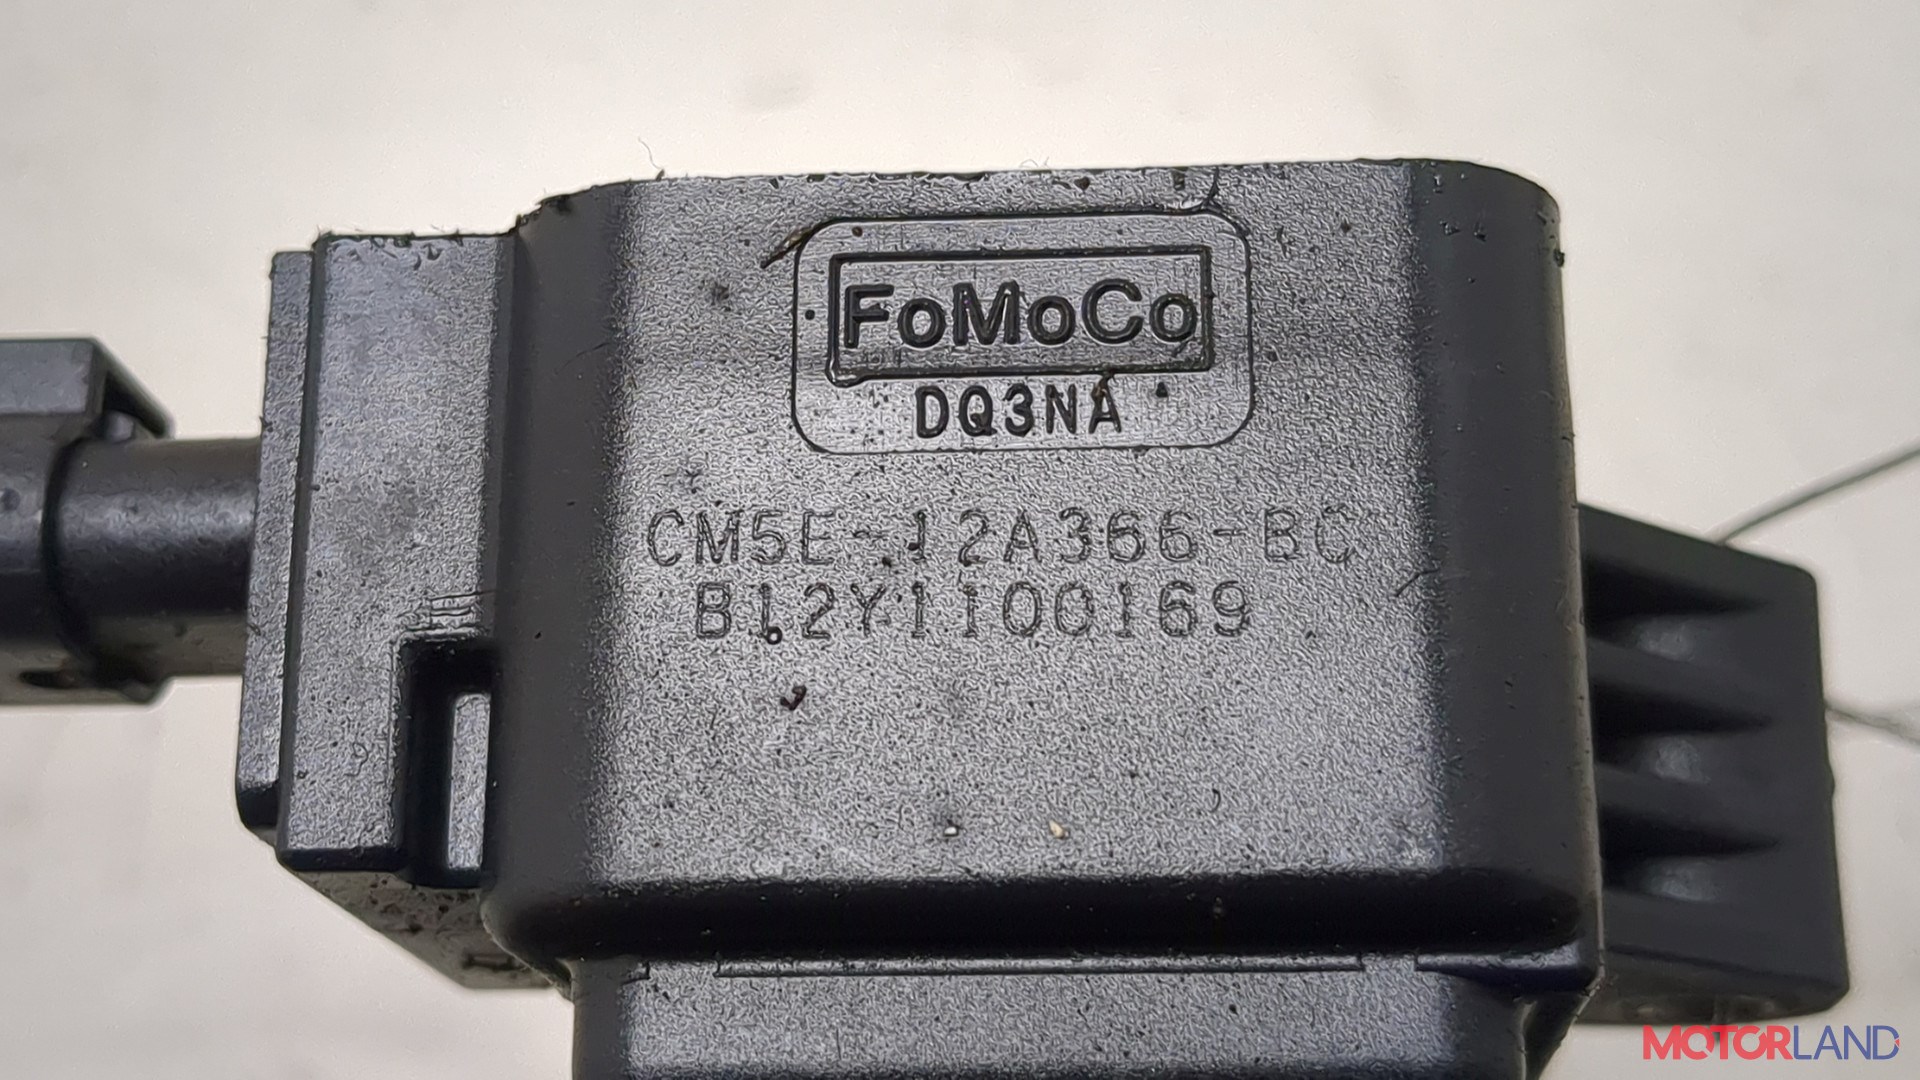 FoMoCo
DQ3NA
CM5E-12A366-BC
B12Y1100169
MOTORLAND